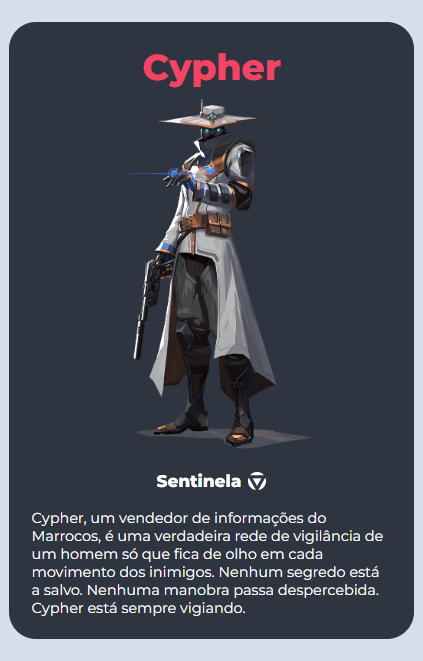 Cypher
Sentinela
Cypher, um vendedor de informações do
Marrocos, é uma verdadeira rede de vigilância de
um homem só que fica de olho em cada
movimento dos inimigos. Nenhum segredo está
a salvo. Nenhuma manobra passa despercebida.
Cypher está sempre vigiando.